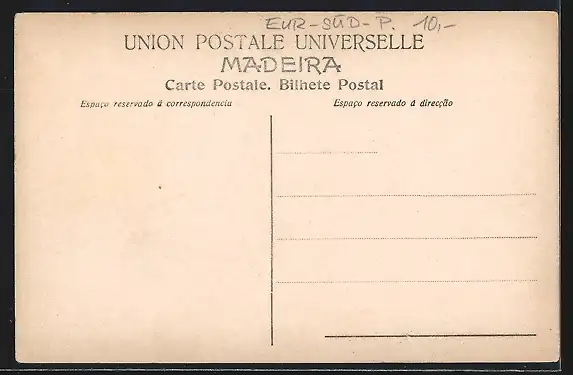 EUR-SÜD-P. 10,-
UNION POSTALE UNIVERSELLE
MADEIRA
Carte Postale. Bilhete Postal
Espaço reservado á correspondencia
Espaço reservado á direcção